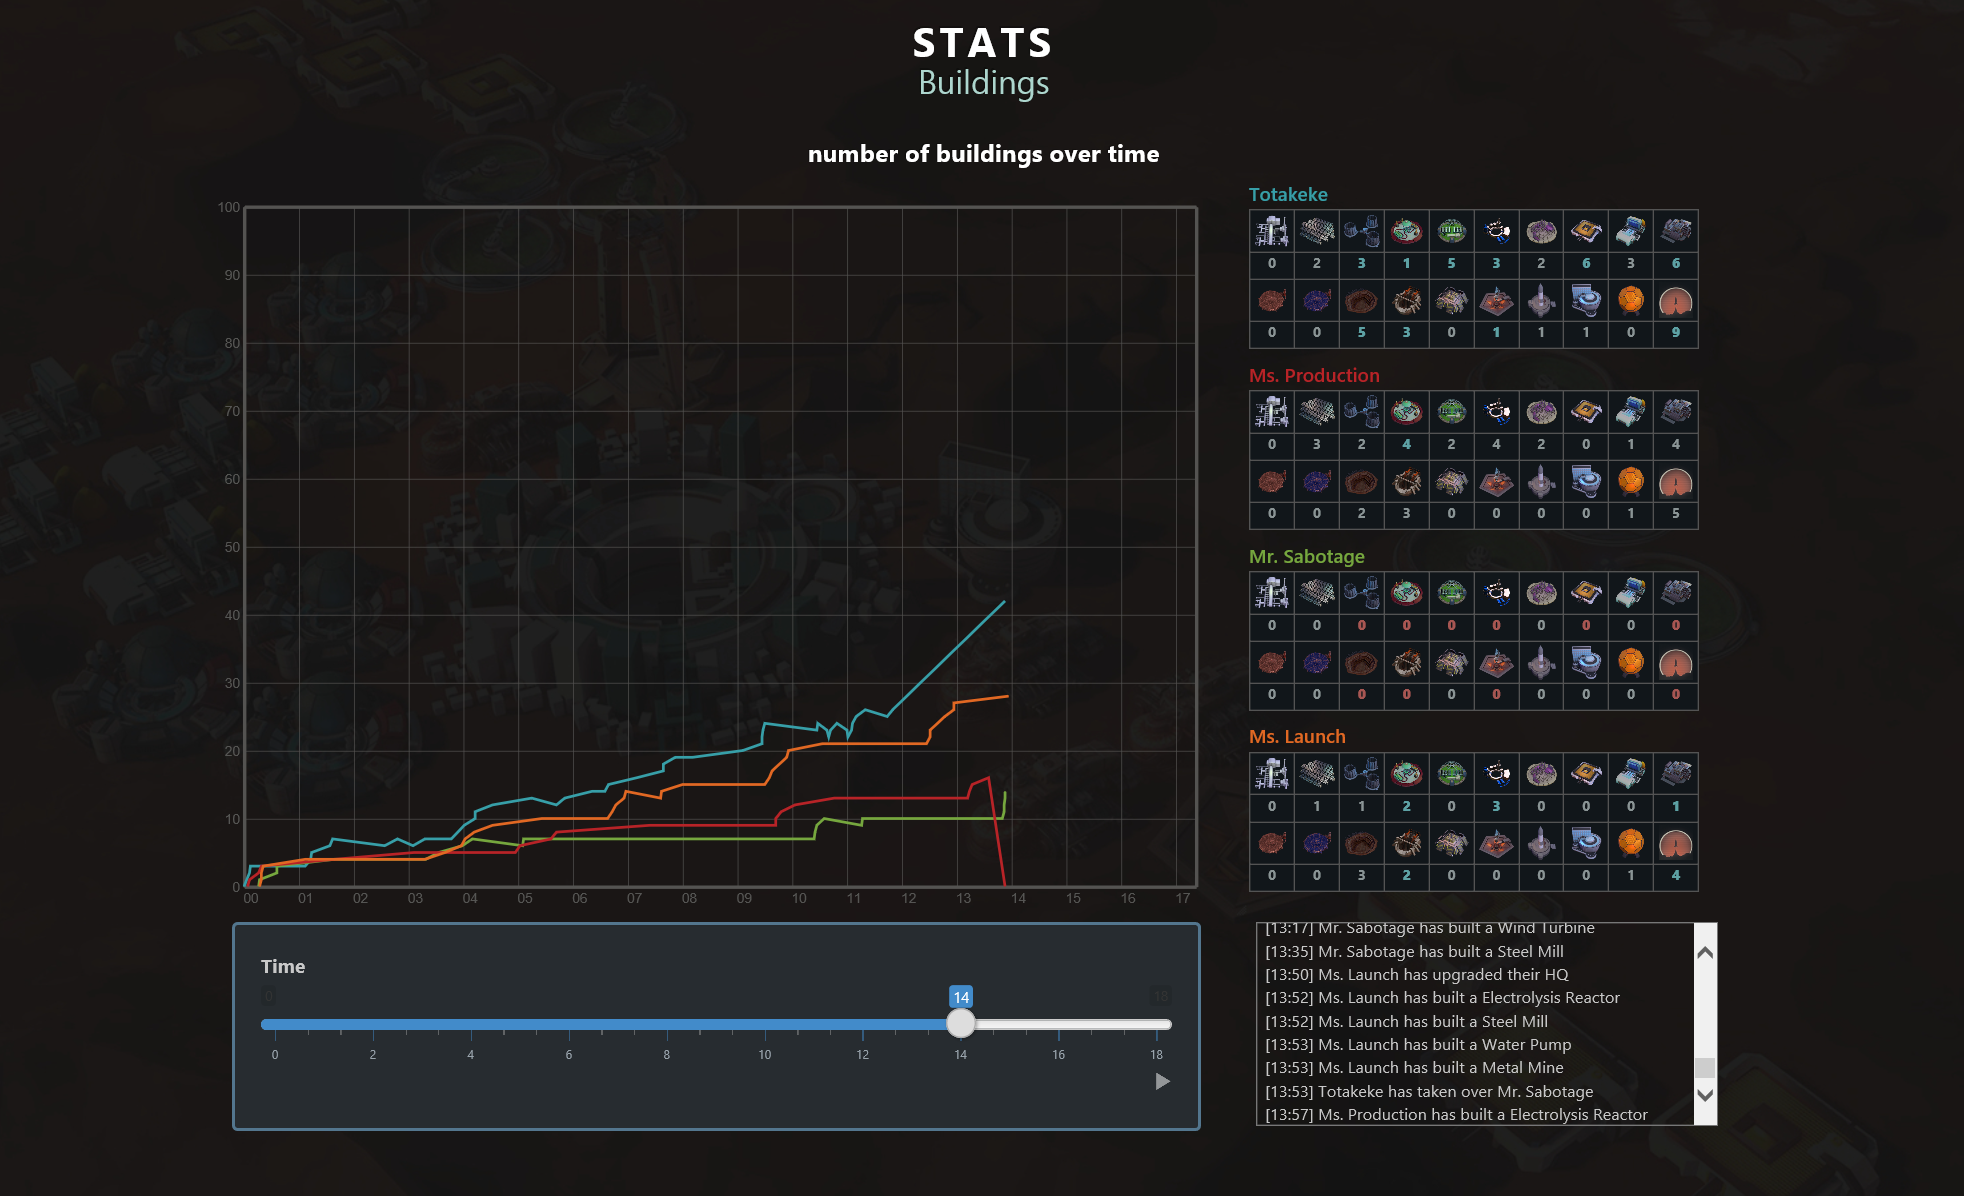 STATS
Buildings
number of buildings over time
100
90
80
70
60
50
40
30
20
10
0
00 01 02 03 04 05 06 07 08 09 10 11 12 13 14 15 16 17
Totakeke
0 2 3 1 5 3 2 6 3 6
0 0 5 3 0 1 1 1 0 9
Ms. Production
0 3 2 4 2 4 2 0 1 4
0 0 2 3 0 0 0 0 1 5
Mr. Sabotage
0 0 0 0 0 0 0 0 0 0
0 0 0 0 0 0 0 0 0 0
Ms. Launch
0 1 1 2 0 3 0 0 0 1
0 0 3 2 0 0 0 0 1 4
Time
0 14 18
0 2 4 6 8 10 12 14 16 18
[13:17] Mr. Sabotage has built a Wind Turbine
[13:35] Mr. Sabotage has built a Steel Mill
[13:50] Ms. Launch has upgraded their HQ
[13:52] Ms. Launch has built a Electrolysis Reactor
[13:52] Ms. Launch has built a Steel Mill
[13:53] Ms. Launch has built a Water Pump
[13:53] Ms. Launch has built a Metal Mine
[13:53] Totakeke has taken over Mr. Sabotage
[13:57] Ms. Production has built a Electrolysis Reactor